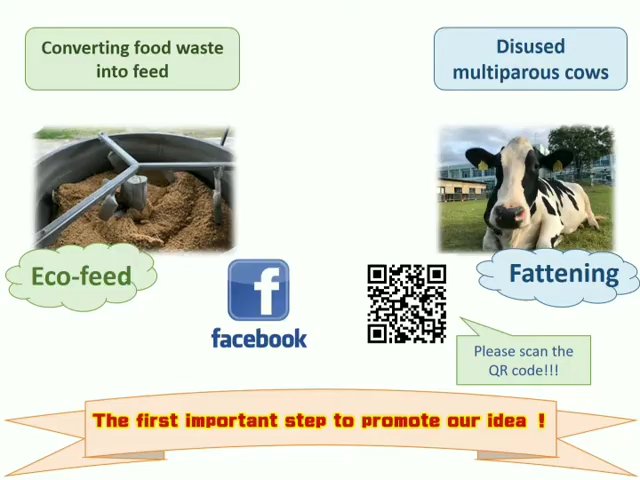 Converting food waste
into feed
Disused
multiparous cows
Eco-feed
Fattening
f
facebook
Please scan the
QR code!!!
The first important step to promote our idea !